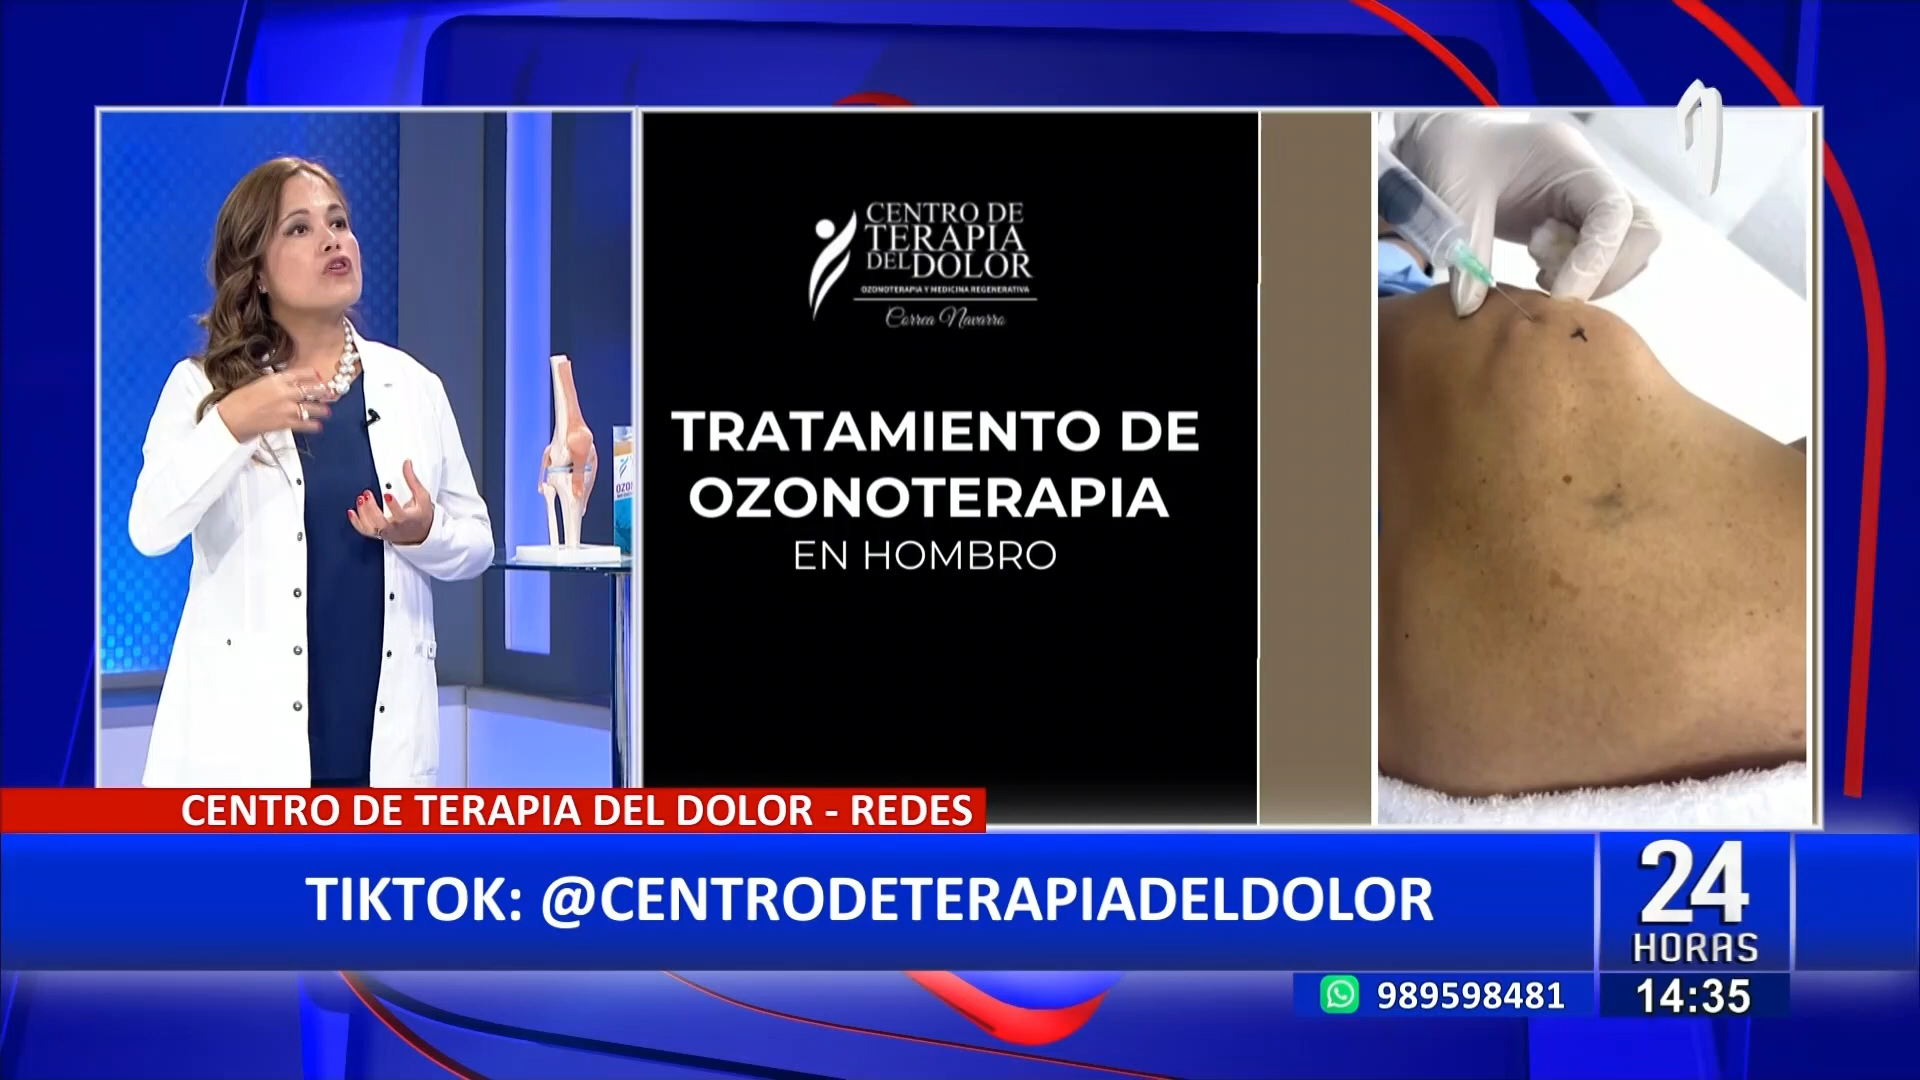 CENTRO DE
TERAPIA
DEL DOLOR
OZONOTERAPIA Y MEDICINA REGENERATIVA
Correa Navarro
TRATAMIENTO DE
OZONOTERAPIA
EN HOMBRO
CENTRO DE TERAPIA DEL DOLOR - REDES
TIKTOK: @CENTRODETERAPIADELDOLOR
24
HORAS
989598481
14:35